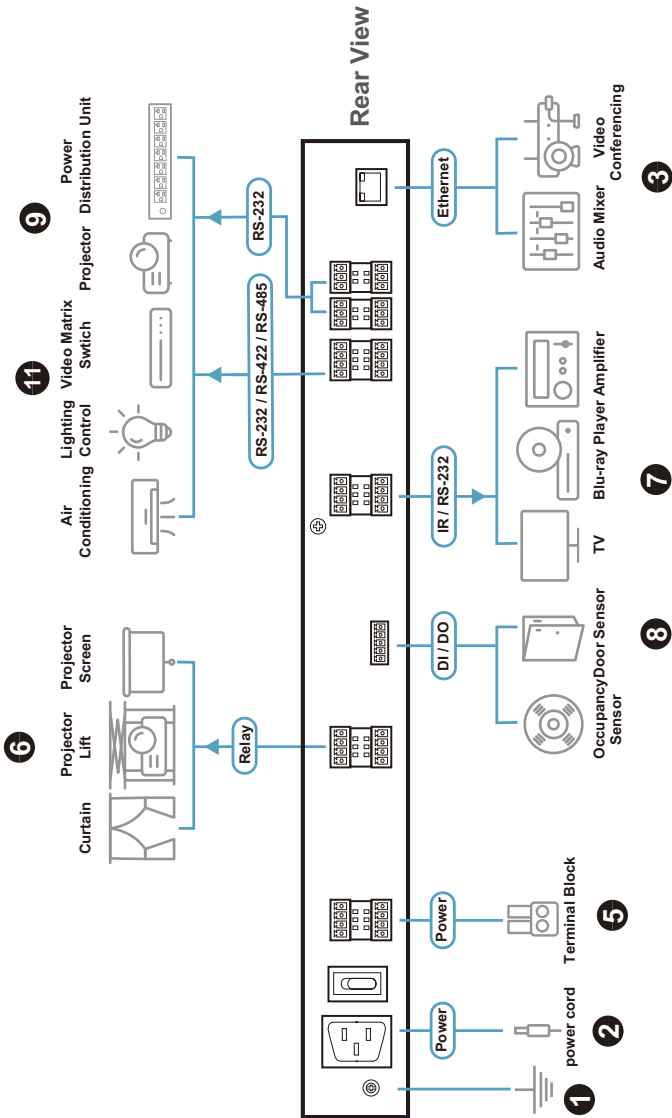 Rear View
9
11
6
Power
Distribution Unit
Projector
Video Matrix
Swtich
Lighting
Control
Air
Conditioning
Projector
Screen
Projector
Lift
Curtain
RS-232
RS-232 / RS-422 / RS-485
Relay
Power
Power
DI / DO
IR / RS-232
Ethernet
power cord
Terminal Block
Occupancy
Sensor
Door Sensor
TV
Blu-ray Player
Amplifier
Audio Mixer
Video
Conferencing
1
2
5
8
7
3